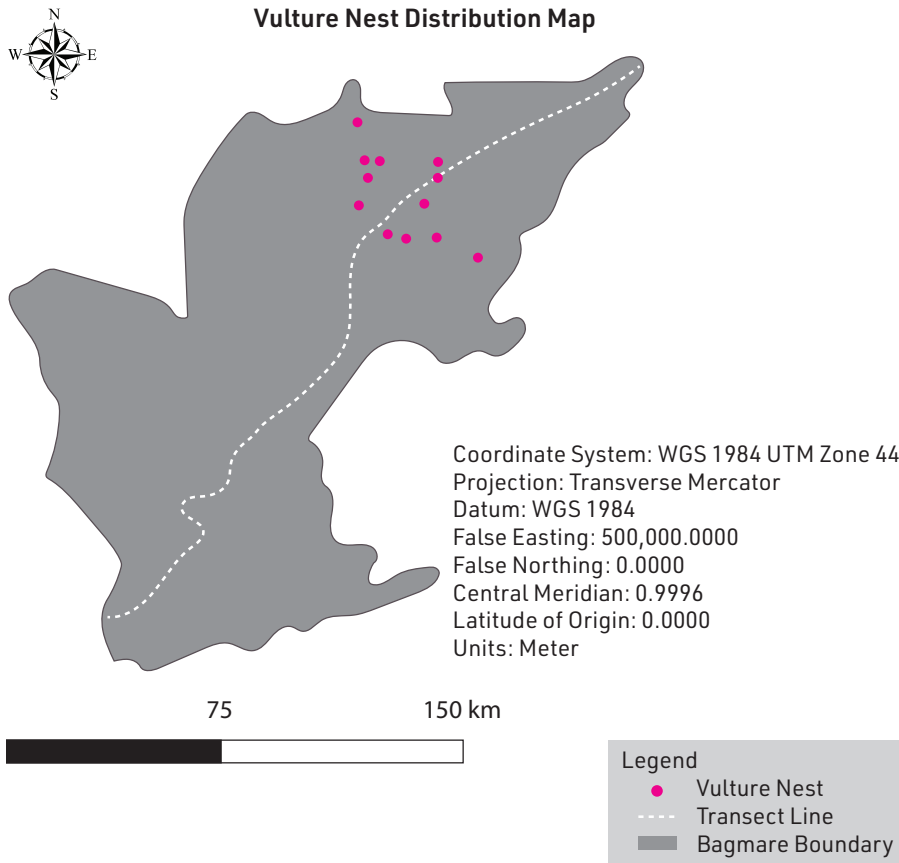 Vulture Nest Distribution Map
N
W E
S
Coordinate System: WGS 1984 UTM Zone 44
Projection: Transverse Mercator
Datum: WGS 1984
False Easting: 500,000.0000
False Northing: 0.0000
Central Meridian: 0.9996
Latitude of Origin: 0.0000
Units: Meter
75 150 km
Legend
Vulture Nest
Transect Line
Bagmare Boundary